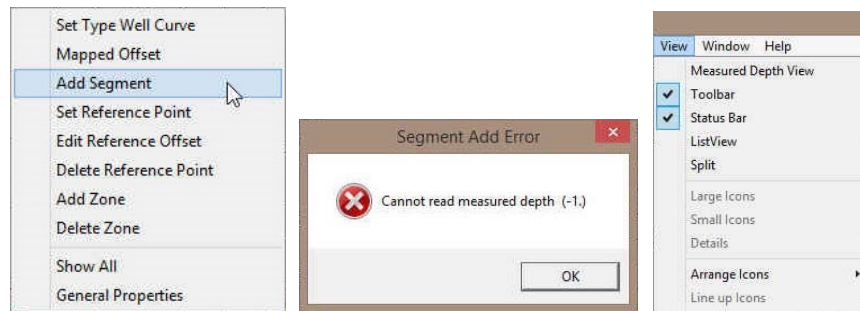 Set Type Well Curve
Mapped Offset
Add Segment
Set Reference Point
Edit Reference Offset
Delete Reference Point
Add Zone
Delete Zone
Show All
General Properties
Segment Add Error
Cannot read measured depth (-1.)
OK
View Window Help
Measured Depth View
Toolbar
Status Bar
ListView
Split
Large Icons
Small Icons
Details
Arrange Icons
Line up Icons